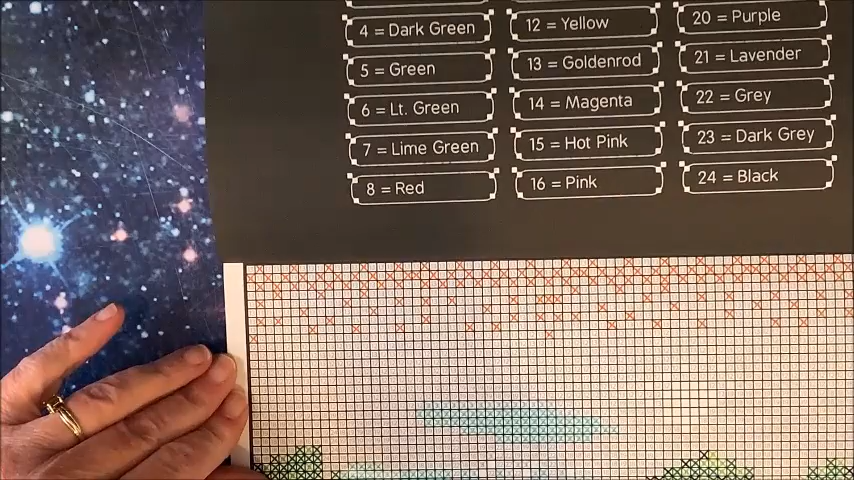 4 = Dark Green
5 = Green
6 = Lt. Green
7 = Lime Green
8 = Red
12 = Yellow
13 = Goldenrod
14 = Magenta
15 = Hot Pink
16 = Pink
20 = Purple
21 = Lavender
22 = Grey
23 = Dark Grey
24 = Black